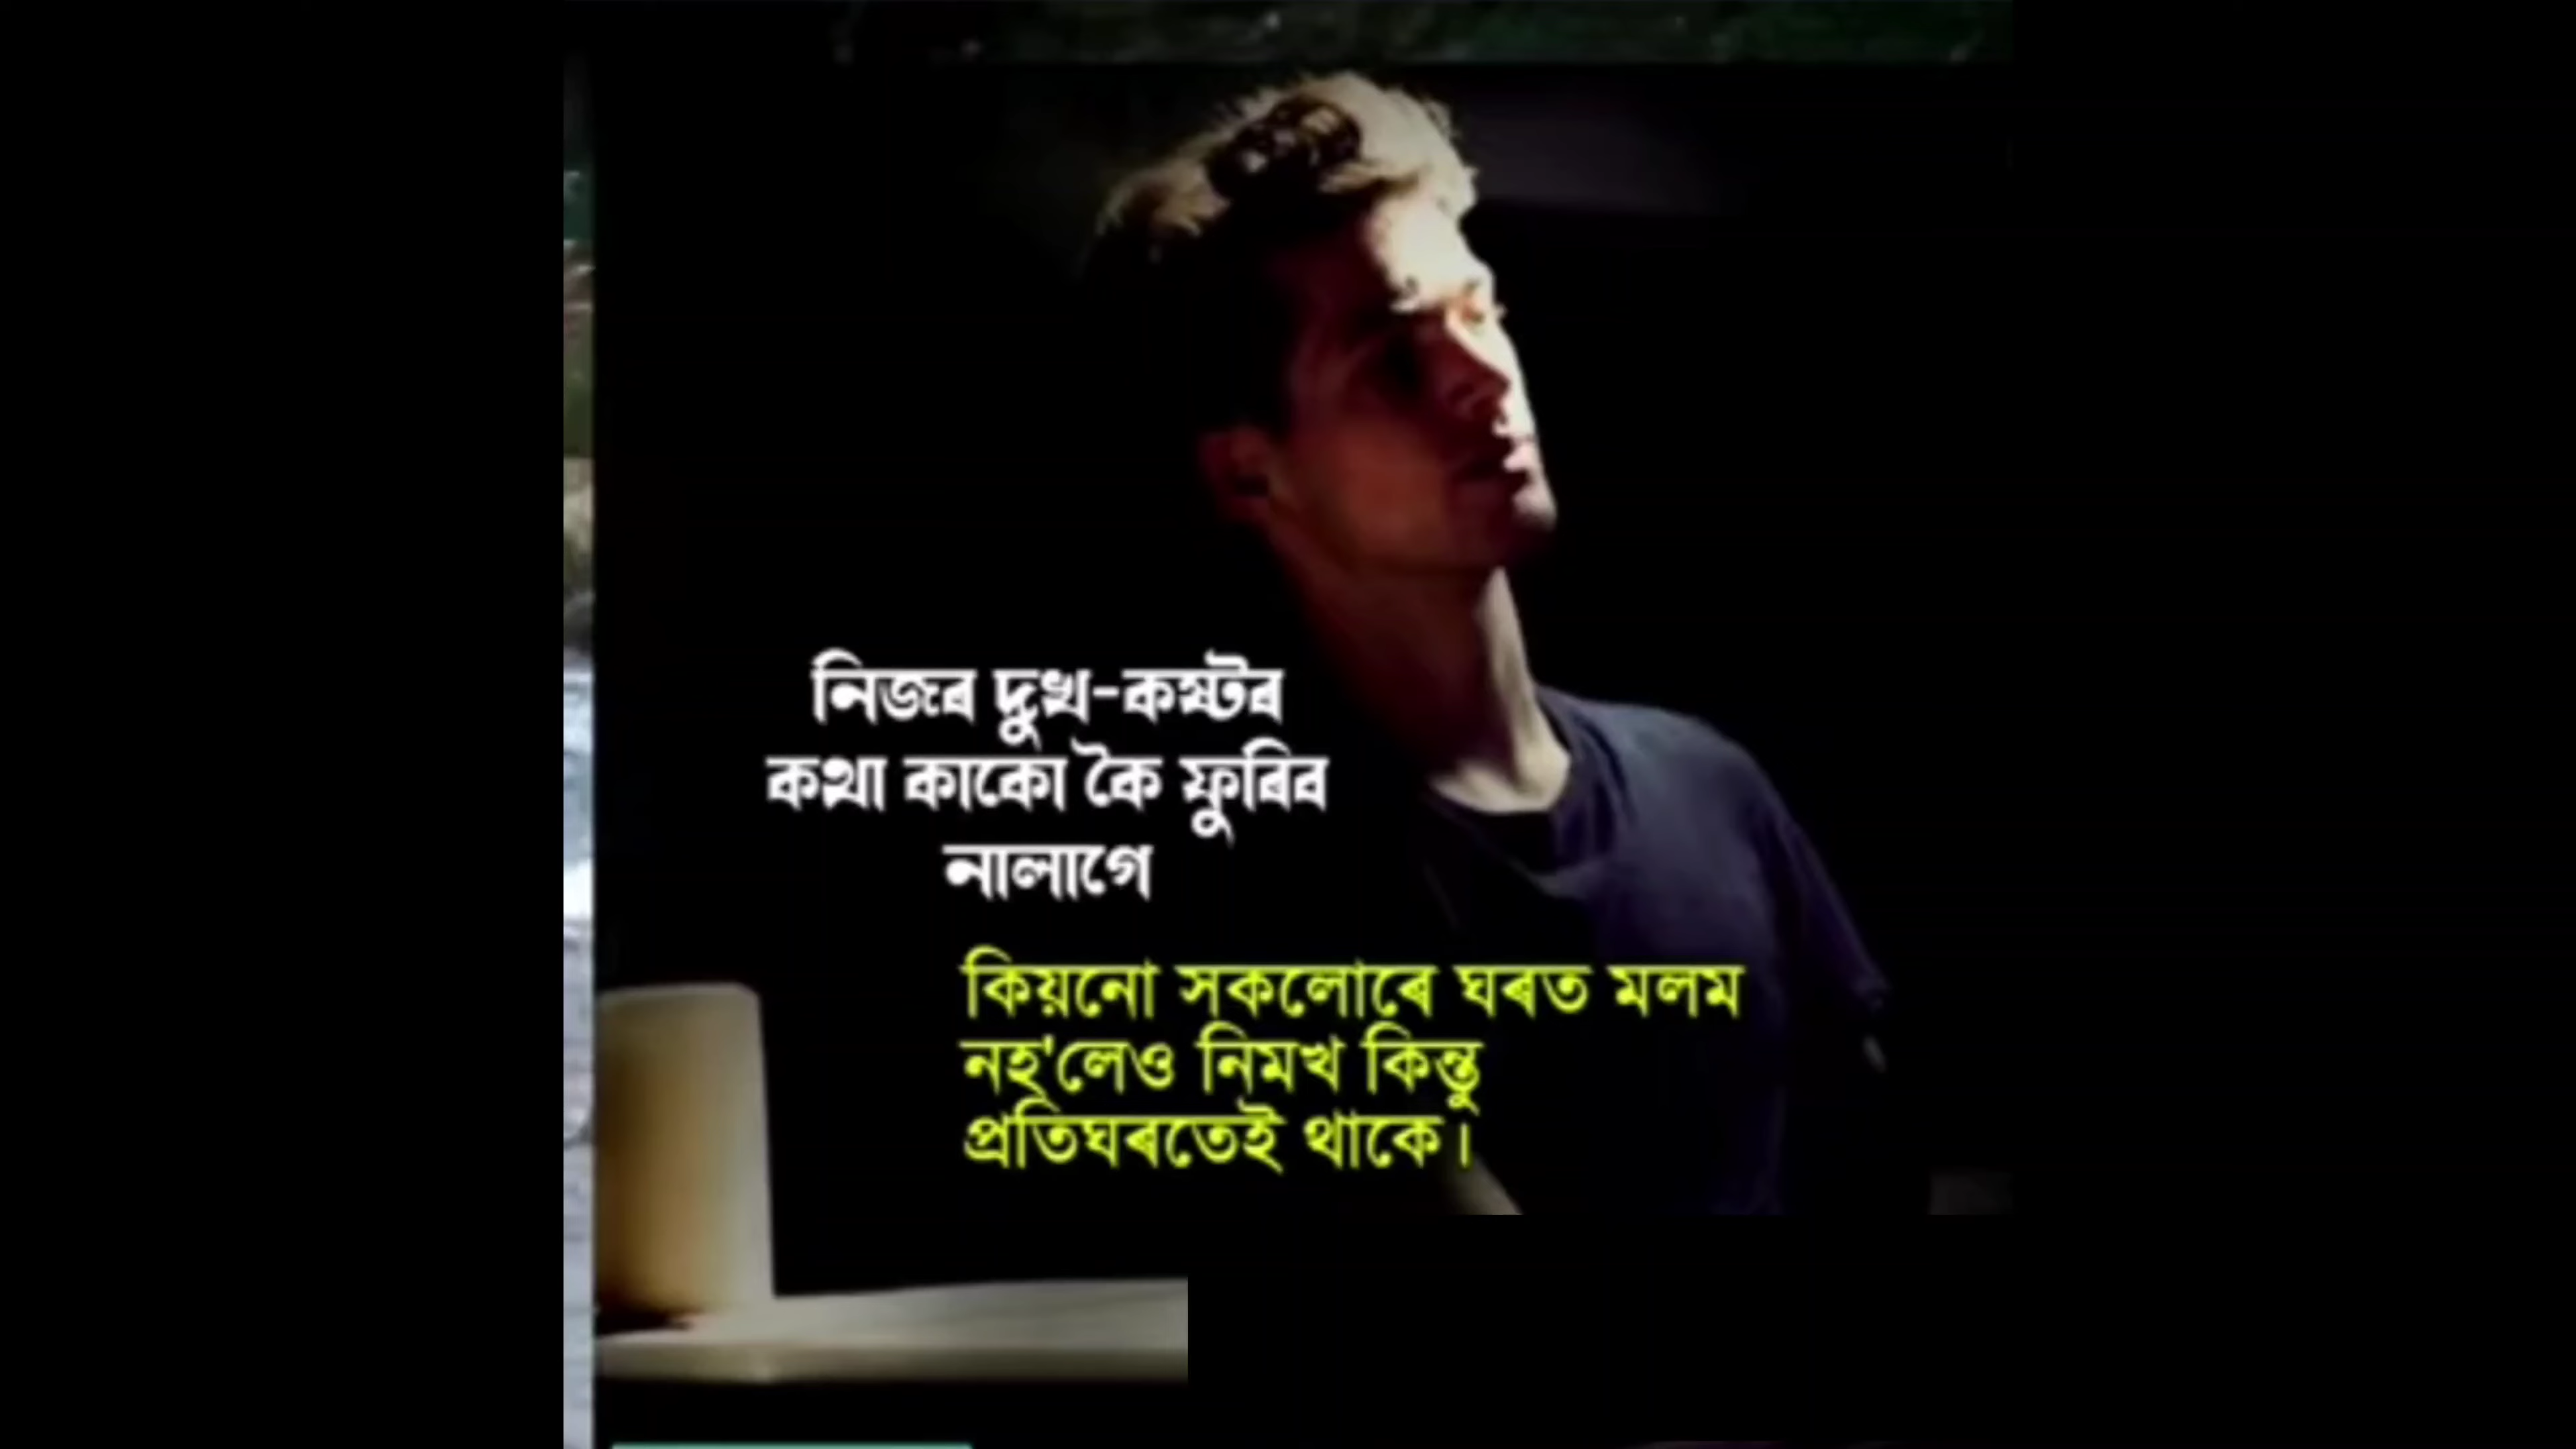 নিজৰ দুখ-কষ্টৰ
কথা কাকো কৈ ফুৰিব
নালাগে
কিয়নো সকলোৰে ঘৰত মলম
নহ'লেও নিমখ কিন্তু
প্ৰতিঘৰতেই থাকে।